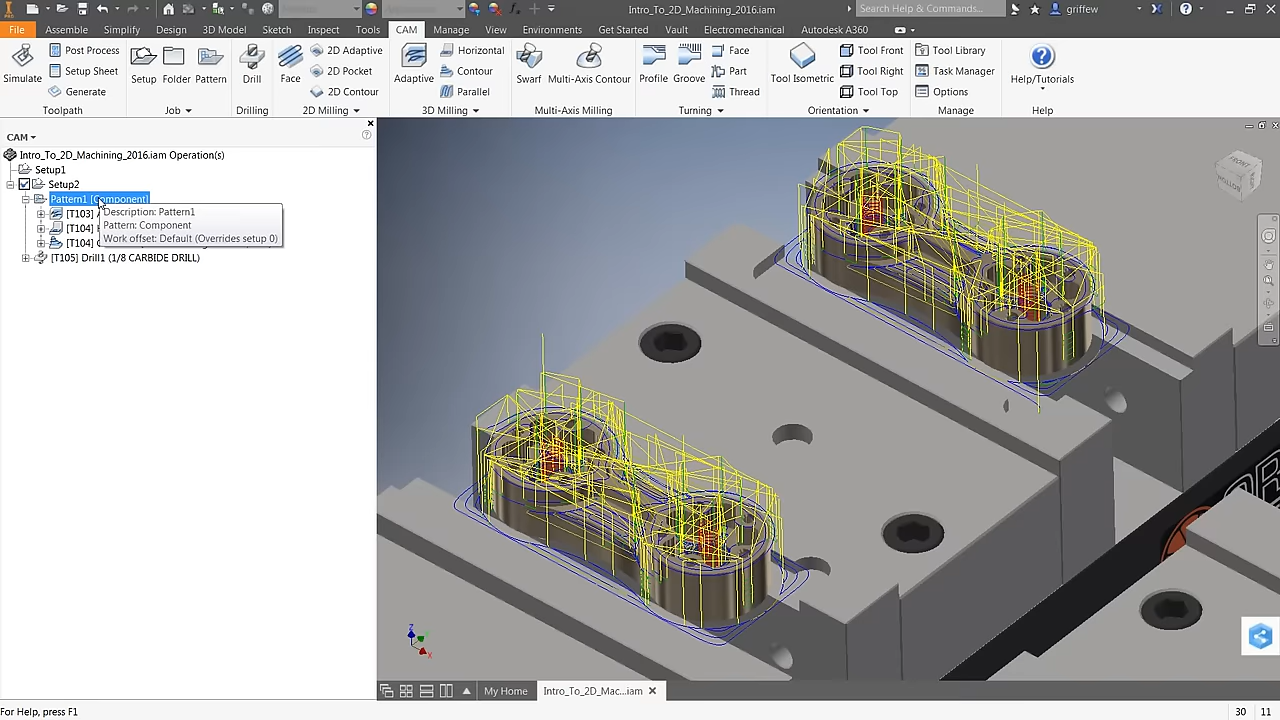 Intro_To_2D_Machining_2016.iam
Search Help & Commands...
griffew
File Assemble Simplify Design 3D Model Sketch Inspect Tools CAM Manage View Environments Get Started Vault Electromechanical Autodesk A360
Simulate
Post Process
Setup Sheet
Generate
Toolpath
Setup Folder Pattern
Job
Drill
Drilling
Face
2D Adaptive
2D Pocket
2D Contour
2D Milling
Adaptive
Horizontal
Contour
Parallel
3D Milling
Swarf Multi-Axis Contour
Multi-Axis Milling
Profile Groove
Face
Part
Thread
Turning
Tool Isometric
Tool Front
Tool Right
Tool Top
Orientation
Tool Library
Task Manager
Options
Manage
Help/Tutorials
Help
CAM
Intro_To_2D_Machining_2016.iam Operation(s)
Setup1
Setup2
Pattern1 [Component]
[T103]
[T104]
[T104]
[T105] Drill1 (1/8 CARBIDE DRILL)
Description: Pattern1
Pattern: Component
Work offset: Default (Overrides setup 0)
FRONT
BOTTOM
Z
X
My Home
Intro_To_2D_Mac...iam
For Help, press F1
30 11